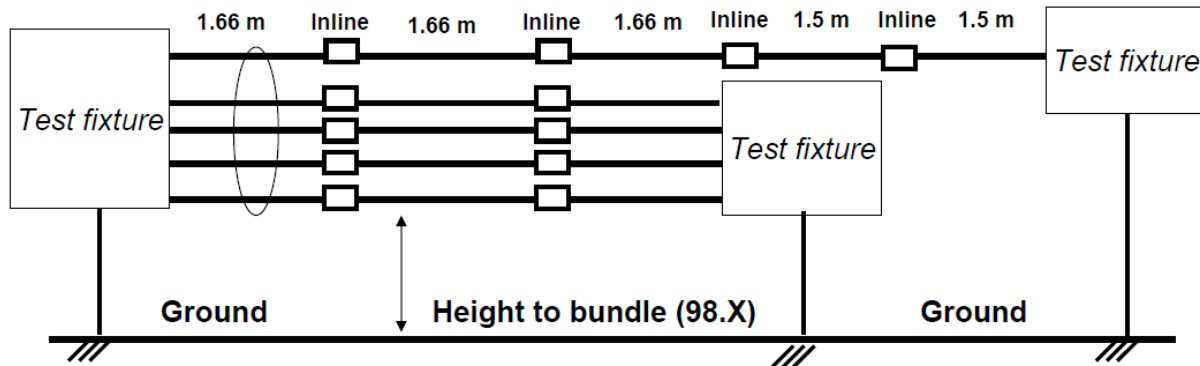 1.66 m Inline 1.66 m Inline 1.66 m Inline 1.5 m Inline 1.5 m
Test fixture
Test fixture
Test fixture
Ground Height to bundle (98.X) Ground